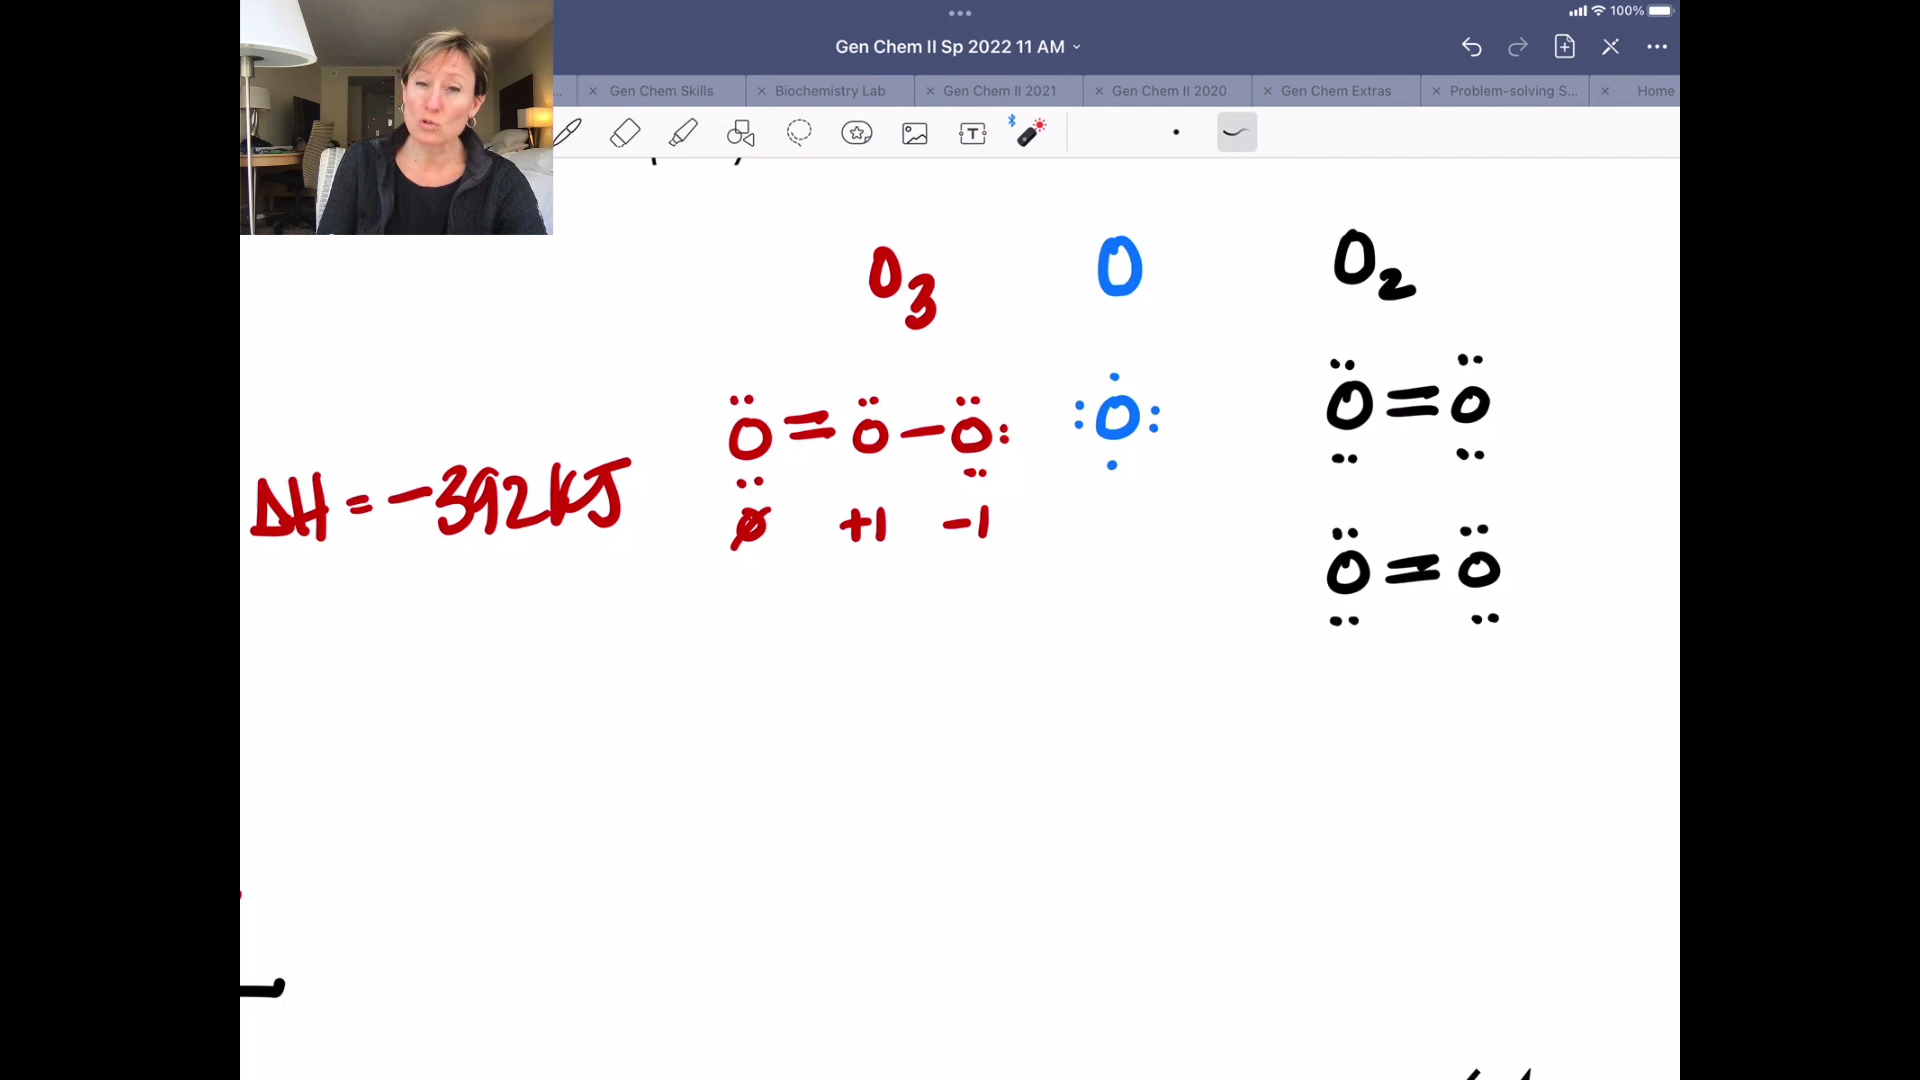 100%
Gen Chem II Sp 2022 11 AM
... Gen Chem Skills Biochemistry Lab Gen Chem II 2021 Gen Chem II 2020 Gen Chem Extras Problem-solving S... Home
T
O₃ O O₂
Ö=Ö-Ö: :O: Ö=Ö
ΔH = -392 kJ
ø +1 -1
Ö=Ö